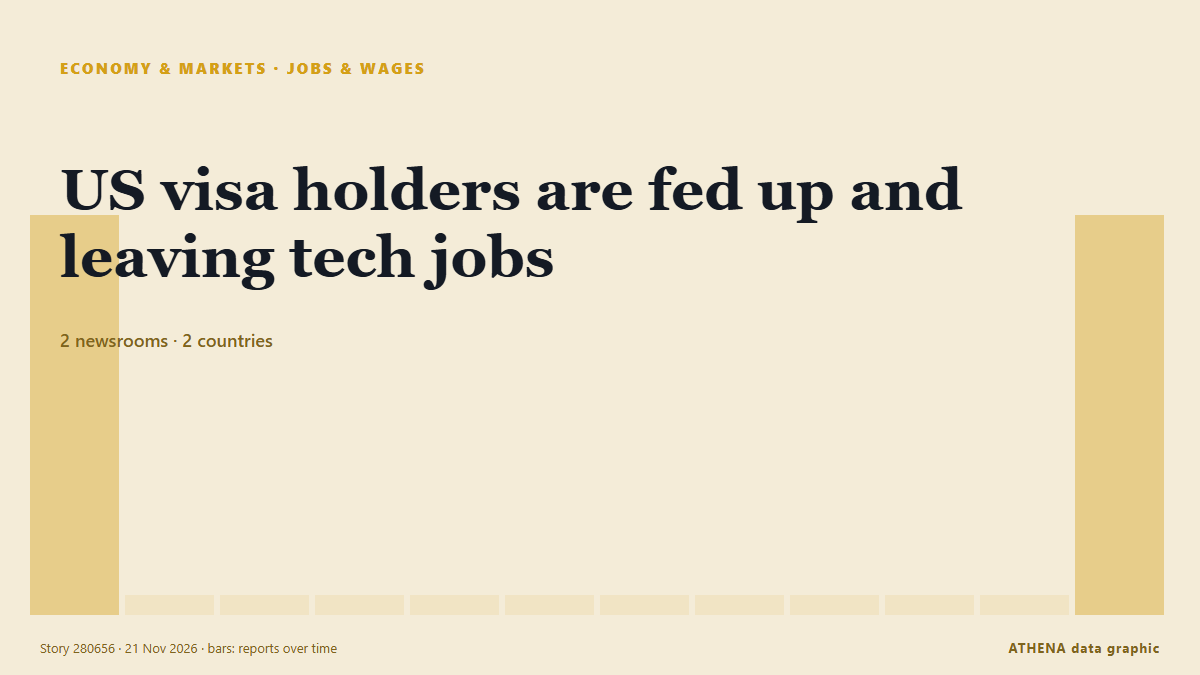 ECONOMY & MARKETS · JOBS & WAGES
US visa holders are fed up and
leaving tech jobs
2 newsrooms · 2 countries
Story 280656 · 21 Nov 2026 · bars: reports over time
ATHENA data graphic